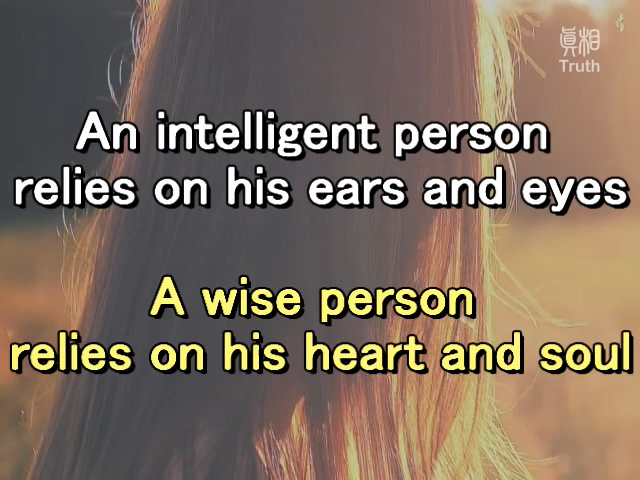 眞相
Truth
An intelligent person
relies on his ears and eyes
A wise person
relies on his heart and soul